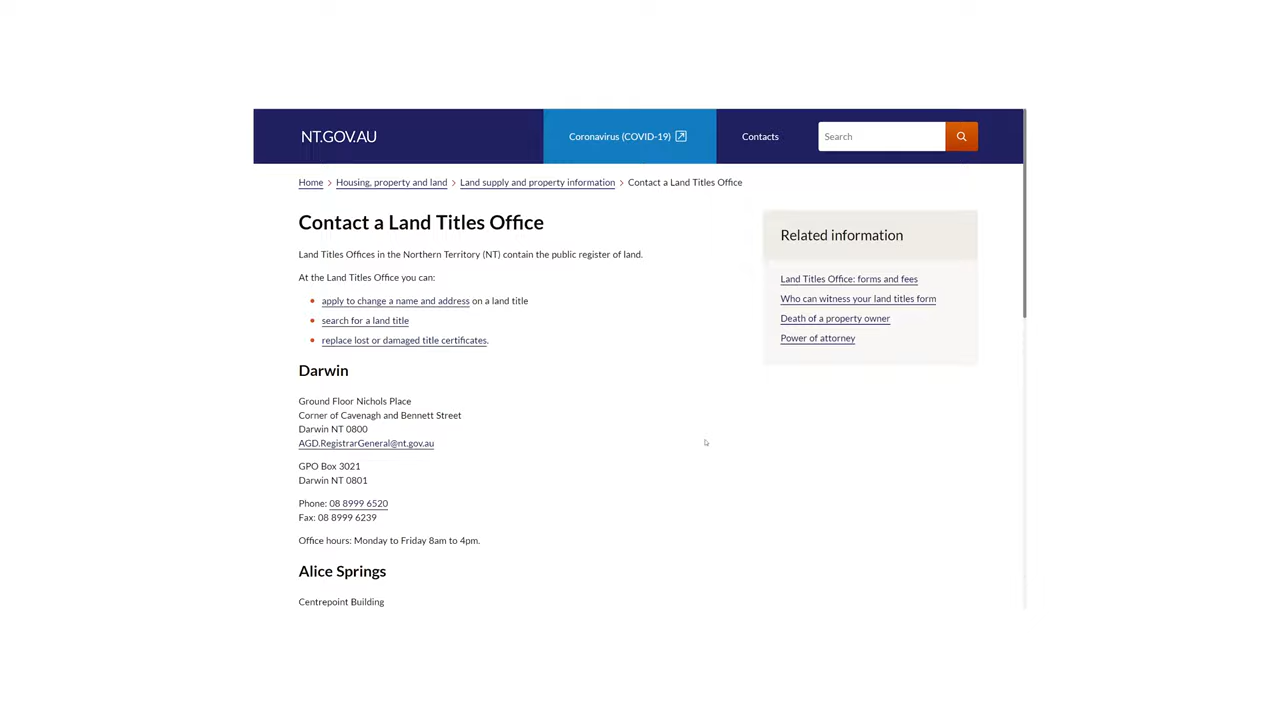 NT.GOV.AU
Coronavirus (COVID-19)
Contacts
Search
Home > Housing, property and land > Land supply and property information > Contact a Land Titles Office
Contact a Land Titles Office
Land Titles Offices in the Northern Territory (NT) contain the public register of land.
At the Land Titles Office you can:
• apply to change a name and address on a land title
• search for a land title
• replace lost or damaged title certificates.
Darwin
Ground Floor Nichols Place
Corner of Cavenagh and Bennett Street
Darwin NT 0800
AGD.RegistrarGeneral@nt.gov.au
GPO Box 3021
Darwin NT 0801
Phone: 08 8999 6520
Fax: 08 8999 6239
Office hours: Monday to Friday 8am to 4pm.
Alice Springs
Centrepoint Building
Related information
Land Titles Office: forms and fees
Who can witness your land titles form
Death of a property owner
Power of attorney